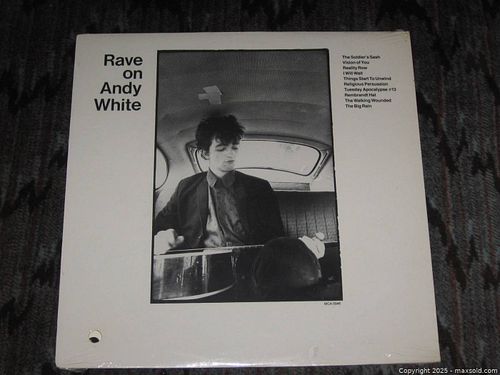 Rave
on
Andy
White
The Soldier's Sash
Vision of You
Reality Row
I Will Wait
Things Start To Unwind
Religious Persuasion
Tuesday Apocalypse #13
Rembrandt Hat
The Walking Wounded
The Big Rain
Copyright 2025 - maxsold.com